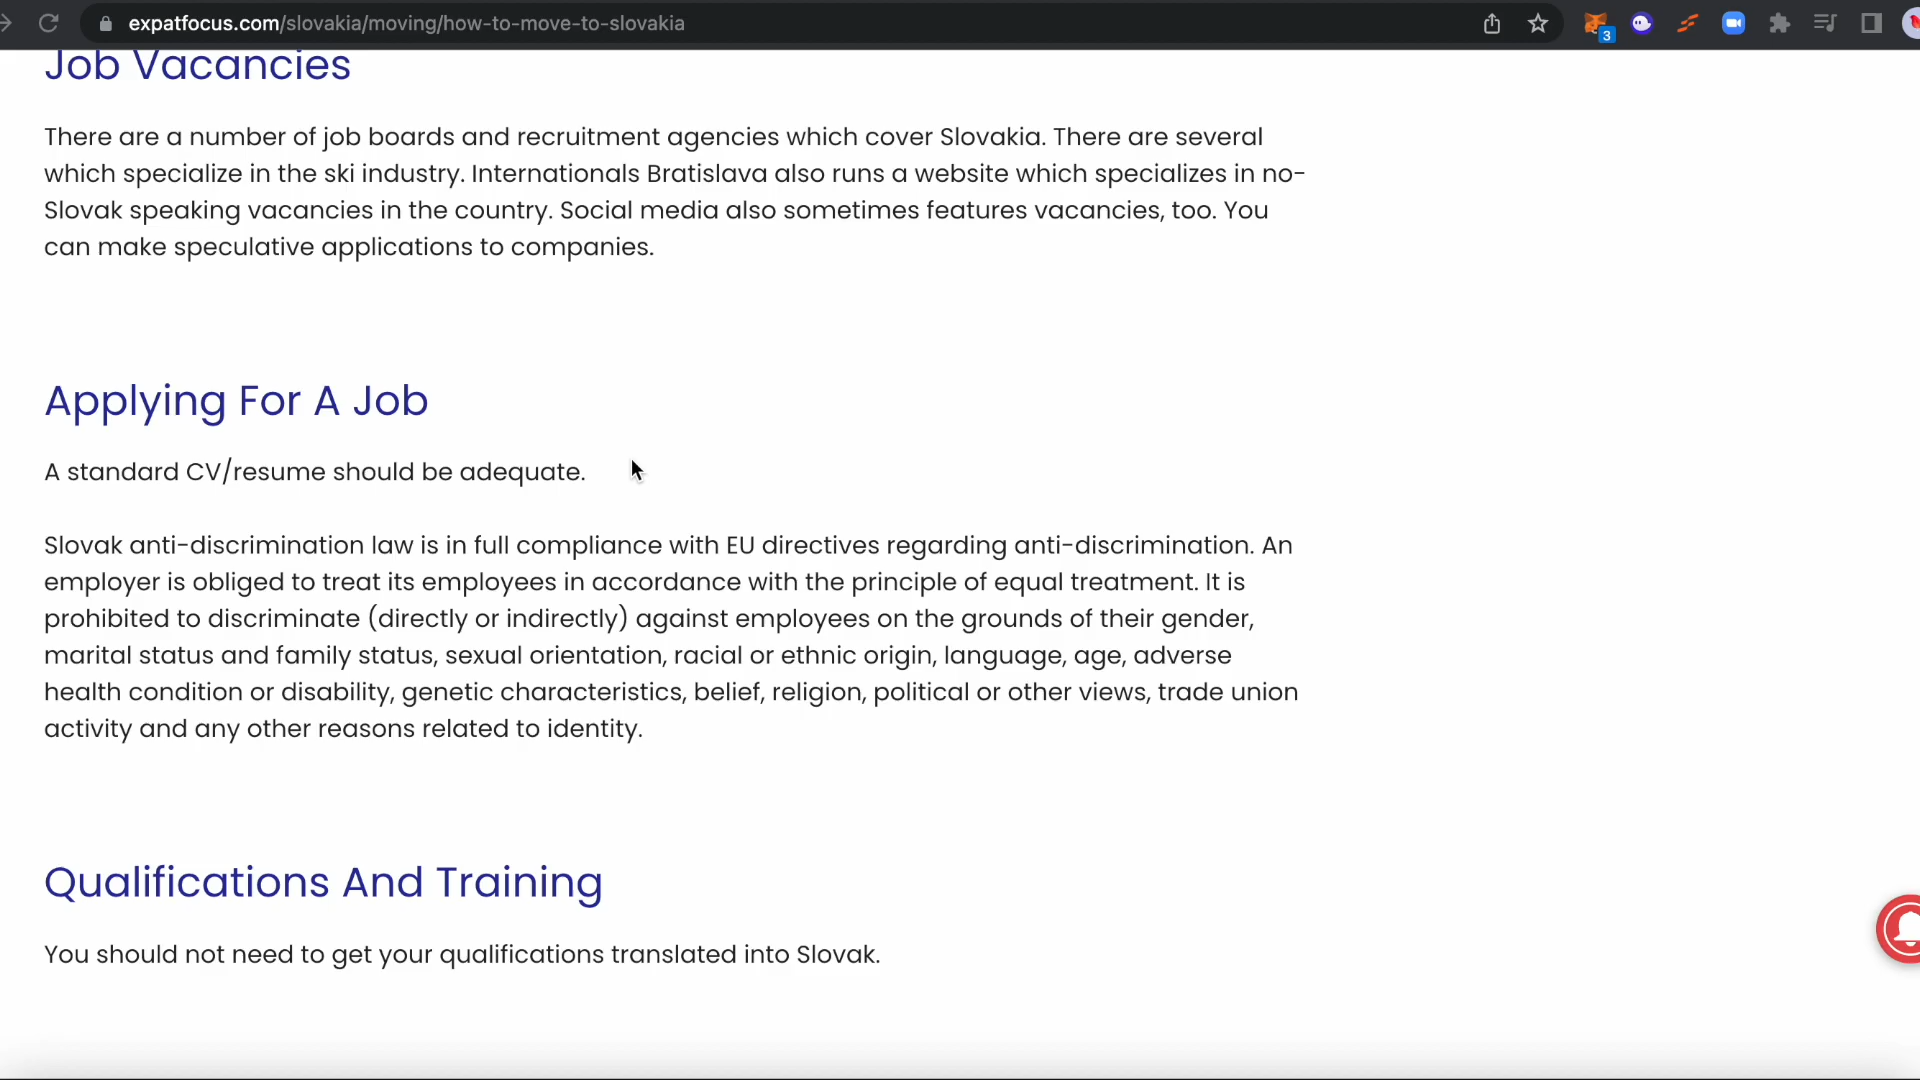 expatfocus.com/slovakia/moving/how-to-move-to-slovakia
3
Job Vacancies
There are a number of job boards and recruitment agencies which cover Slovakia. There are several
which specialize in the ski industry. Internationals Bratislava also runs a website which specializes in no-
Slovak speaking vacancies in the country. Social media also sometimes features vacancies, too. You
can make speculative applications to companies.
Applying For A Job
A standard CV/resume should be adequate.
Slovak anti-discrimination law is in full compliance with EU directives regarding anti-discrimination. An
employer is obliged to treat its employees in accordance with the principle of equal treatment. It is
prohibited to discriminate (directly or indirectly) against employees on the grounds of their gender,
marital status and family status, sexual orientation, racial or ethnic origin, language, age, adverse
health condition or disability, genetic characteristics, belief, religion, political or other views, trade union
activity and any other reasons related to identity.
Qualifications And Training
You should not need to get your qualifications translated into Slovak.